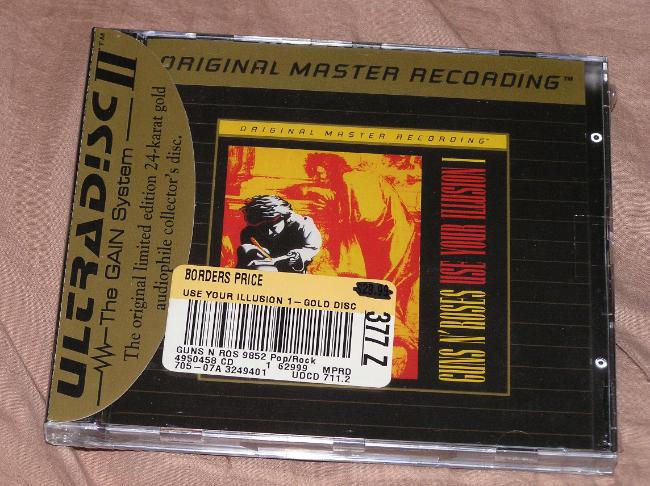 ULTRADISC II™
The GAIN System
The original limited edition 24-karat gold
audiophile collector's disc.
ORIGINAL MASTER RECORDING™
ORIGINAL MASTER RECORDING™
GUNS N' ROSES USE YOUR ILLUSION I
BORDERS PRICE
USE YOUR ILLUSION 1-GOLD DISC
377 Z
GUNS N ROS 9852 Pop/Rock
4950458 CD 1 62999 MPRD
705-07A 3249401 UDCD 711.2